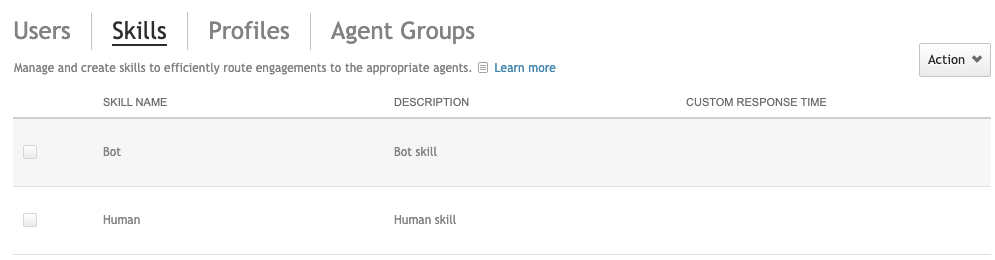 Users Skills Profiles Agent Groups
Manage and create skills to efficiently route engagements to the appropriate agents. Learn more
Action
SKILL NAME DESCRIPTION CUSTOM RESPONSE TIME
Bot Bot skill
Human Human skill